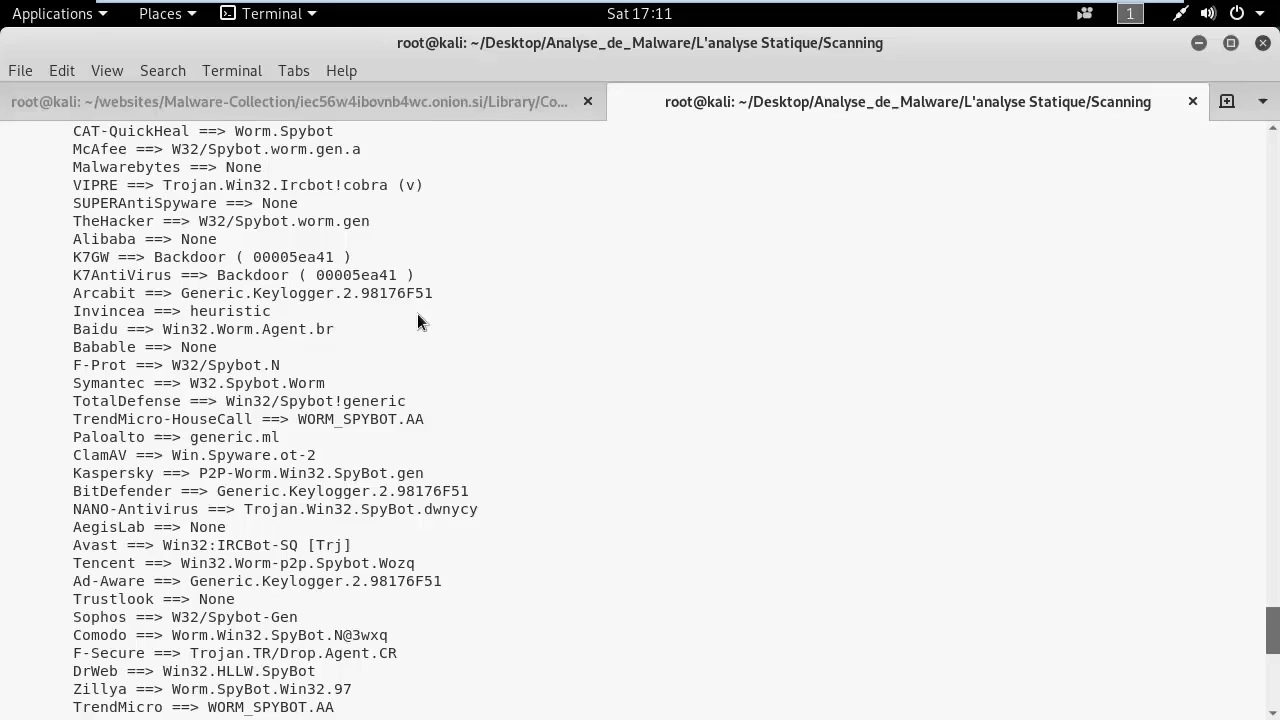 Applications Places Terminal Sat 17:11 1
root@kali: ~/Desktop/Analyse_de_Malware/L'analyse Statique/Scanning
File Edit View Search Terminal Tabs Help
root@kali: ~/websites/Malware-Collection/iec56w4ibovnb4wc.onion.si/Library/Co... root@kali: ~/Desktop/Analyse_de_Malware/L'analyse Statique/Scanning
CAT-QuickHeal ==> Worm.Spybot
McAfee ==> W32/Spybot.worm.gen.a
Malwarebytes ==> None
VIPRE ==> Trojan.Win32.Ircbot!cobra (v)
SUPERAntiSpyware ==> None
TheHacker ==> W32/Spybot.worm.gen
Alibaba ==> None
K7GW ==> Backdoor ( 00005ea41 )
K7AntiVirus ==> Backdoor ( 00005ea41 )
Arcabit ==> Generic.Keylogger.2.98176F51
Invincea ==> heuristic
Baidu ==> Win32.Worm.Agent.br
Babable ==> None
F-Prot ==> W32/Spybot.N
Symantec ==> W32.Spybot.Worm
TotalDefense ==> Win32/Spybot!generic
TrendMicro-HouseCall ==> WORM_SPYBOT.AA
Paloalto ==> generic.ml
ClamAV ==> Win.Spyware.ot-2
Kaspersky ==> P2P-Worm.Win32.SpyBot.gen
BitDefender ==> Generic.Keylogger.2.98176F51
NANO-Antivirus ==> Trojan.Win32.SpyBot.dwnycy
AegisLab ==> None
Avast ==> Win32:IRCBot-SQ [Trj]
Tencent ==> Win32.Worm-p2p.Spybot.Wozq
Ad-Aware ==> Generic.Keylogger.2.98176F51
Trustlook ==> None
Sophos ==> W32/Spybot-Gen
Comodo ==> Worm.Win32.SpyBot.N@3wxq
F-Secure ==> Trojan.TR/Drop.Agent.CR
DrWeb ==> Win32.HLLW.SpyBot
Zillya ==> Worm.SpyBot.Win32.97
TrendMicro ==> WORM_SPYBOT.AA